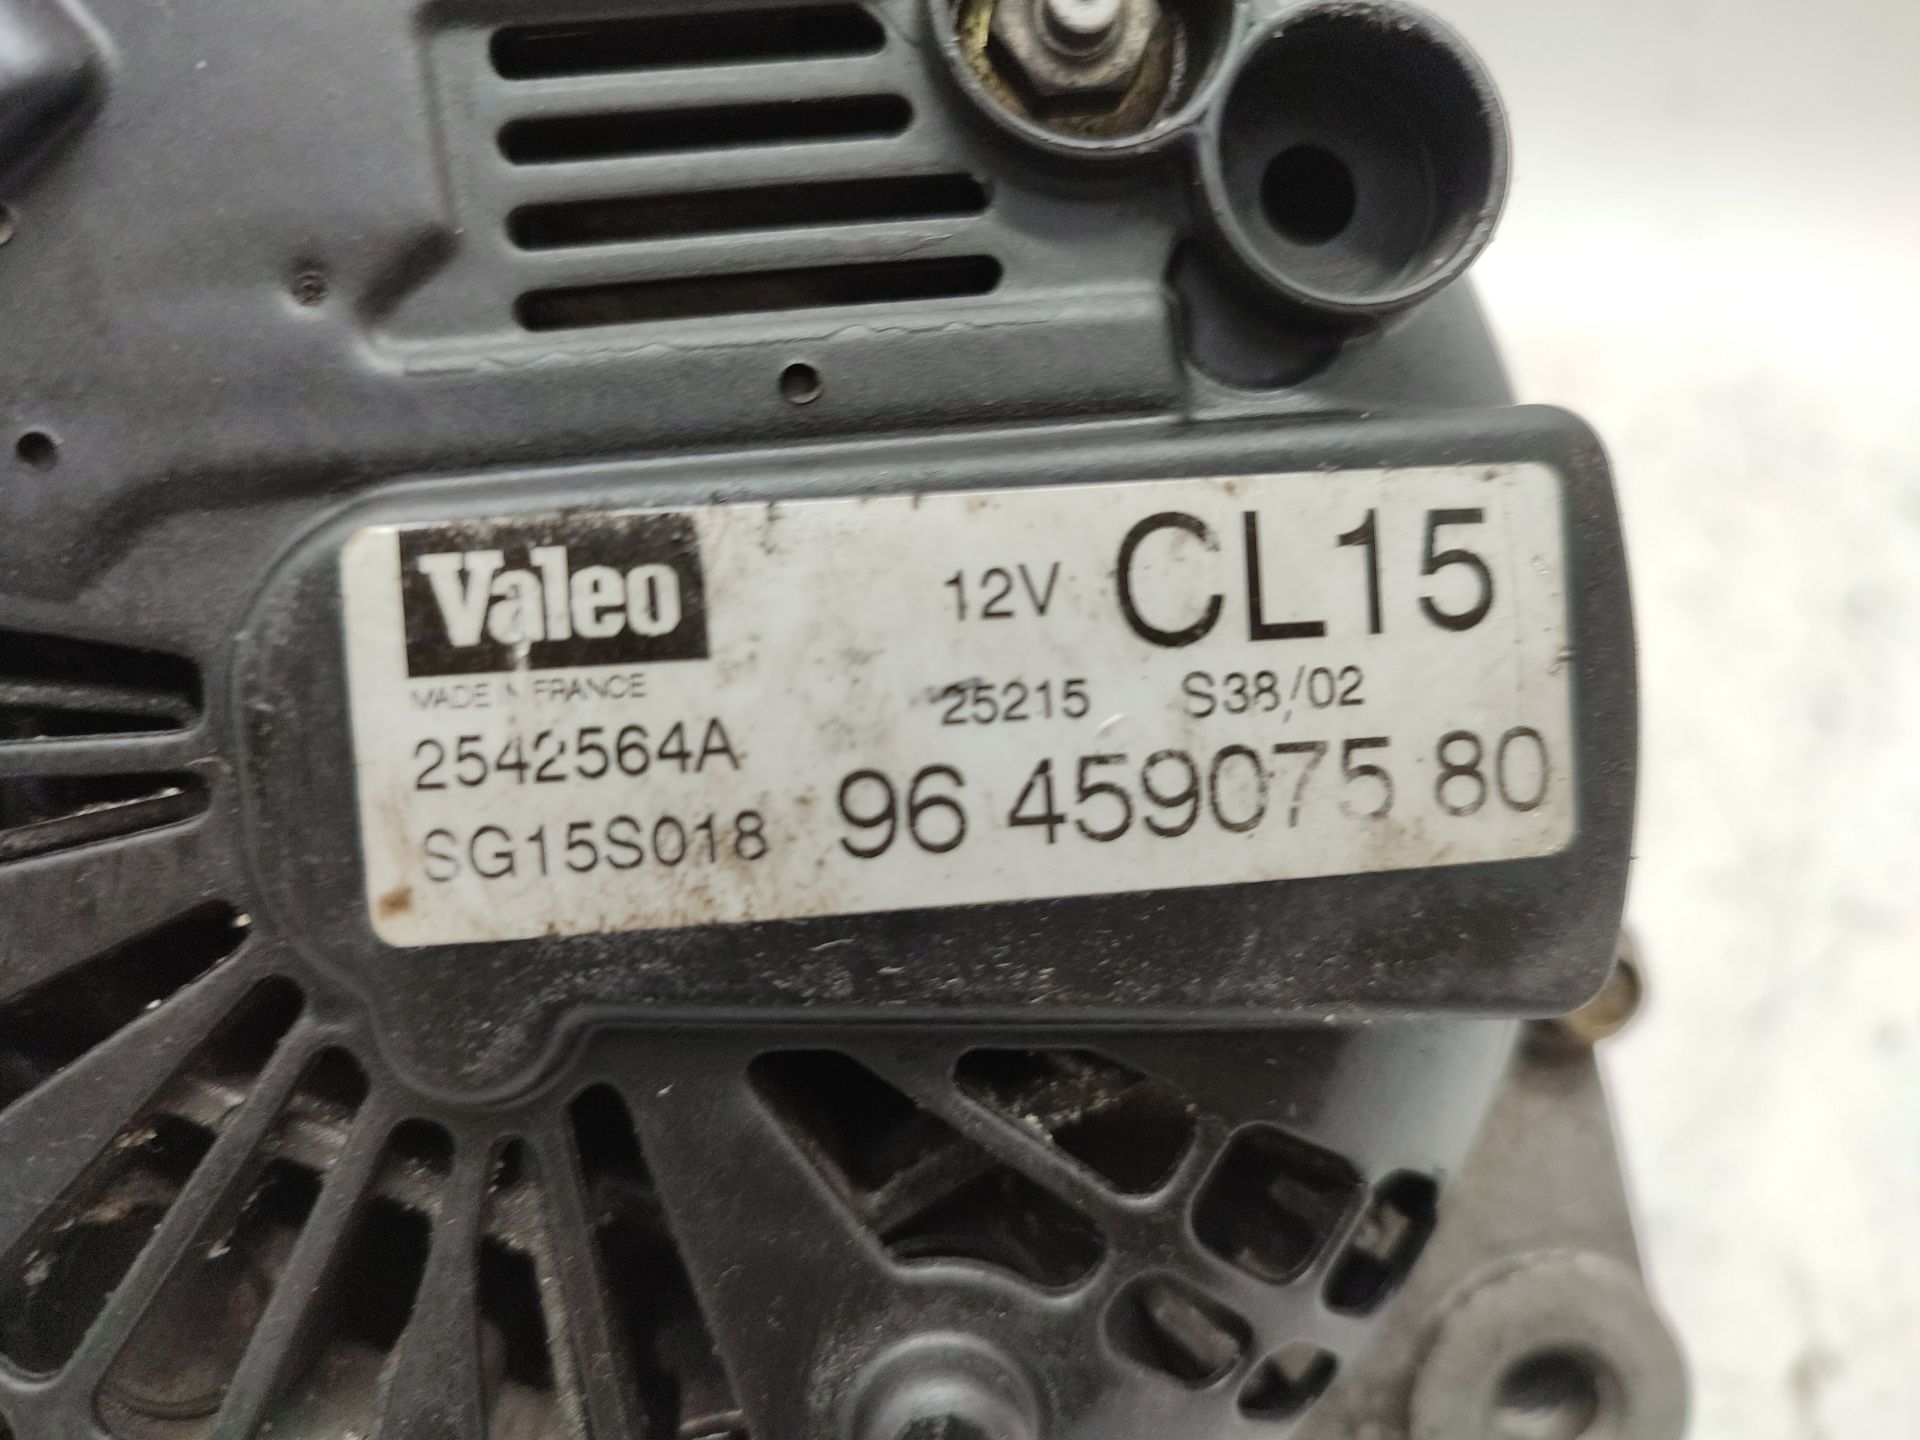 Valeo 12V CL15
MADE IN FRANCE 25215 S38/02
2542564A
SG15S018 96 459075 80